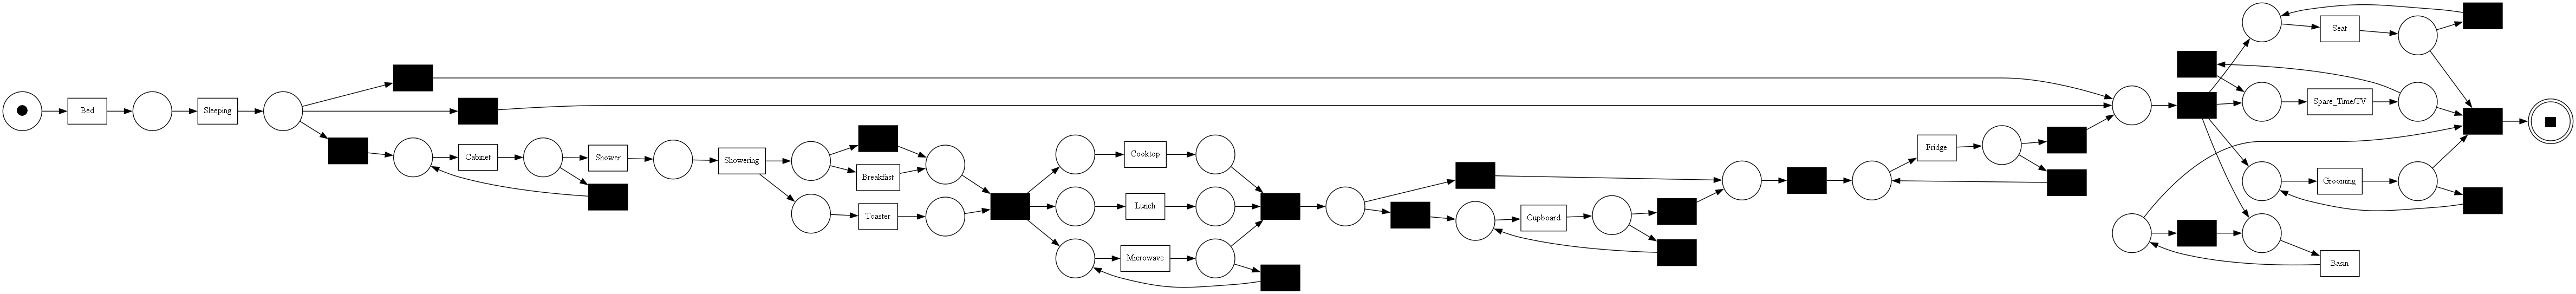 Bed
Sleeping
Cabinet
Shower
Showering
Breakfast
Toaster
Cooktop
Lunch
Microwave
Cupboard
Fridge
Seat
Spare_Time/TV
Grooming
Basin